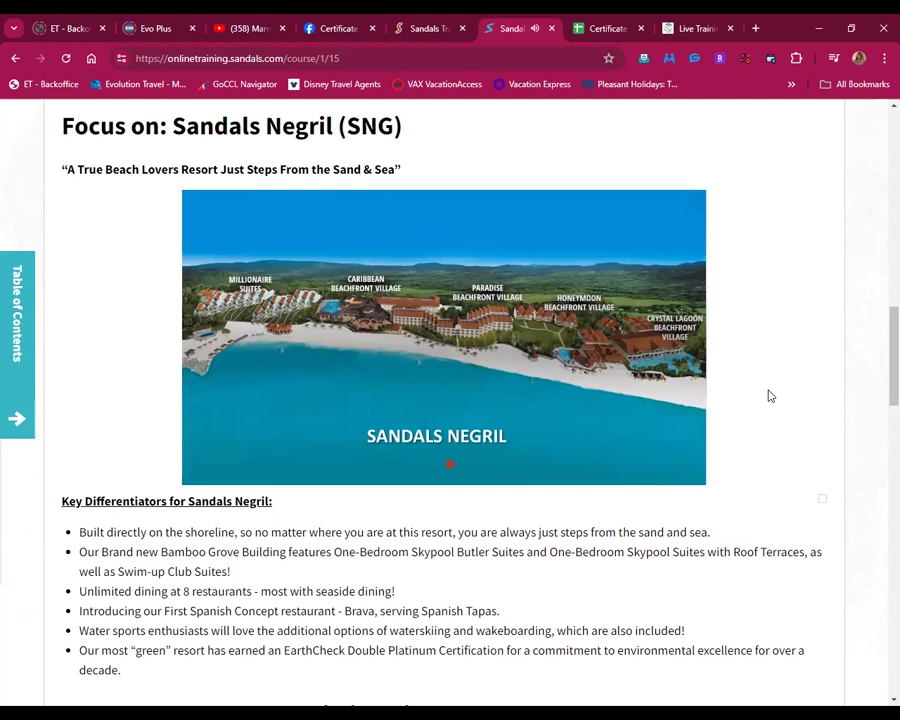 ET - Backo
Evo Plus
(358) Marr
Certificate
Sandals Tr
Sandal
Certificate
Live Traini
https://onlinetraining.sandals.com/course/1/15
ET - Backoffice
Evolution Travel - M...
GoCCL Navigator
Disney Travel Agents
VAX VacationAccess
Vacation Express
Pleasant Holidays: T...
»
All Bookmarks
Focus on: Sandals Negril (SNG)
“A True Beach Lovers Resort Just Steps From the Sand & Sea”
MILLIONAIRE
SUITES
CARIBBEAN
BEACHFRONT VILLAGE
PARADISE
BEACHFRONT VILLAGE
HONEYMOON
BEACHFRONT VILLAGE
CRYSTAL LAGOON
BEACHFRONT
VILLAGE
SANDALS NEGRIL
Table of Contents
Key Differentiators for Sandals Negril:
• Built directly on the shoreline, so no matter where you are at this resort, you are always just steps from the sand and sea.
• Our Brand new Bamboo Grove Building features One-Bedroom Skypool Butler Suites and One-Bedroom Skypool Suites with Roof Terraces, as
well as Swim-up Club Suites!
• Unlimited dining at 8 restaurants - most with seaside dining!
• Introducing our First Spanish Concept restaurant - Brava, serving Spanish Tapas.
• Water sports enthusiasts will love the additional options of waterskiing and wakeboarding, which are also included!
• Our most “green” resort has earned an EarthCheck Double Platinum Certification for a commitment to environmental excellence for over a
decade.